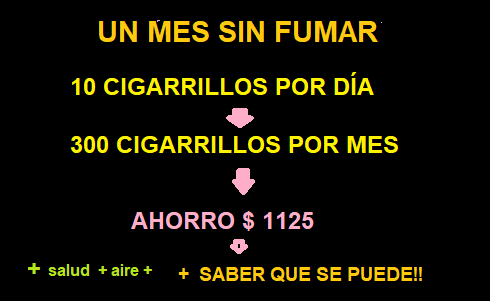 UN MES SIN FUMAR
10 CIGARRILLOS POR DÍA
300 CIGARRILLOS POR MES
AHORRO $ 1125
+ salud + aire + + SABER QUE SE PUEDE!!